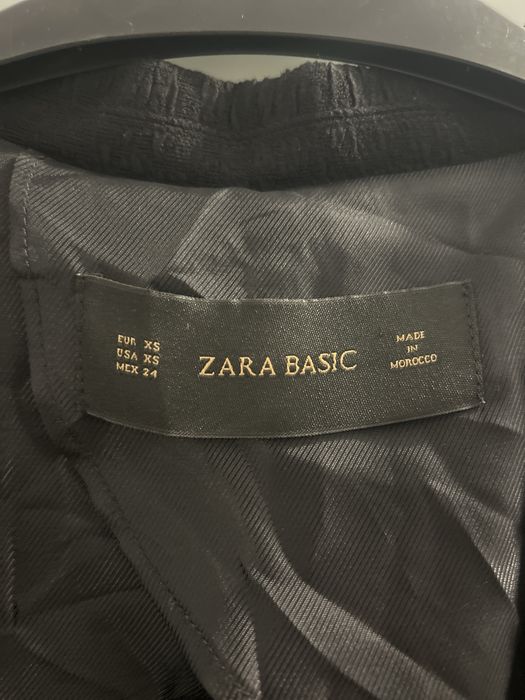 EUR XS
USA XS
MEX 24
ZARA BASIC
MADE
IN
MOROCCO